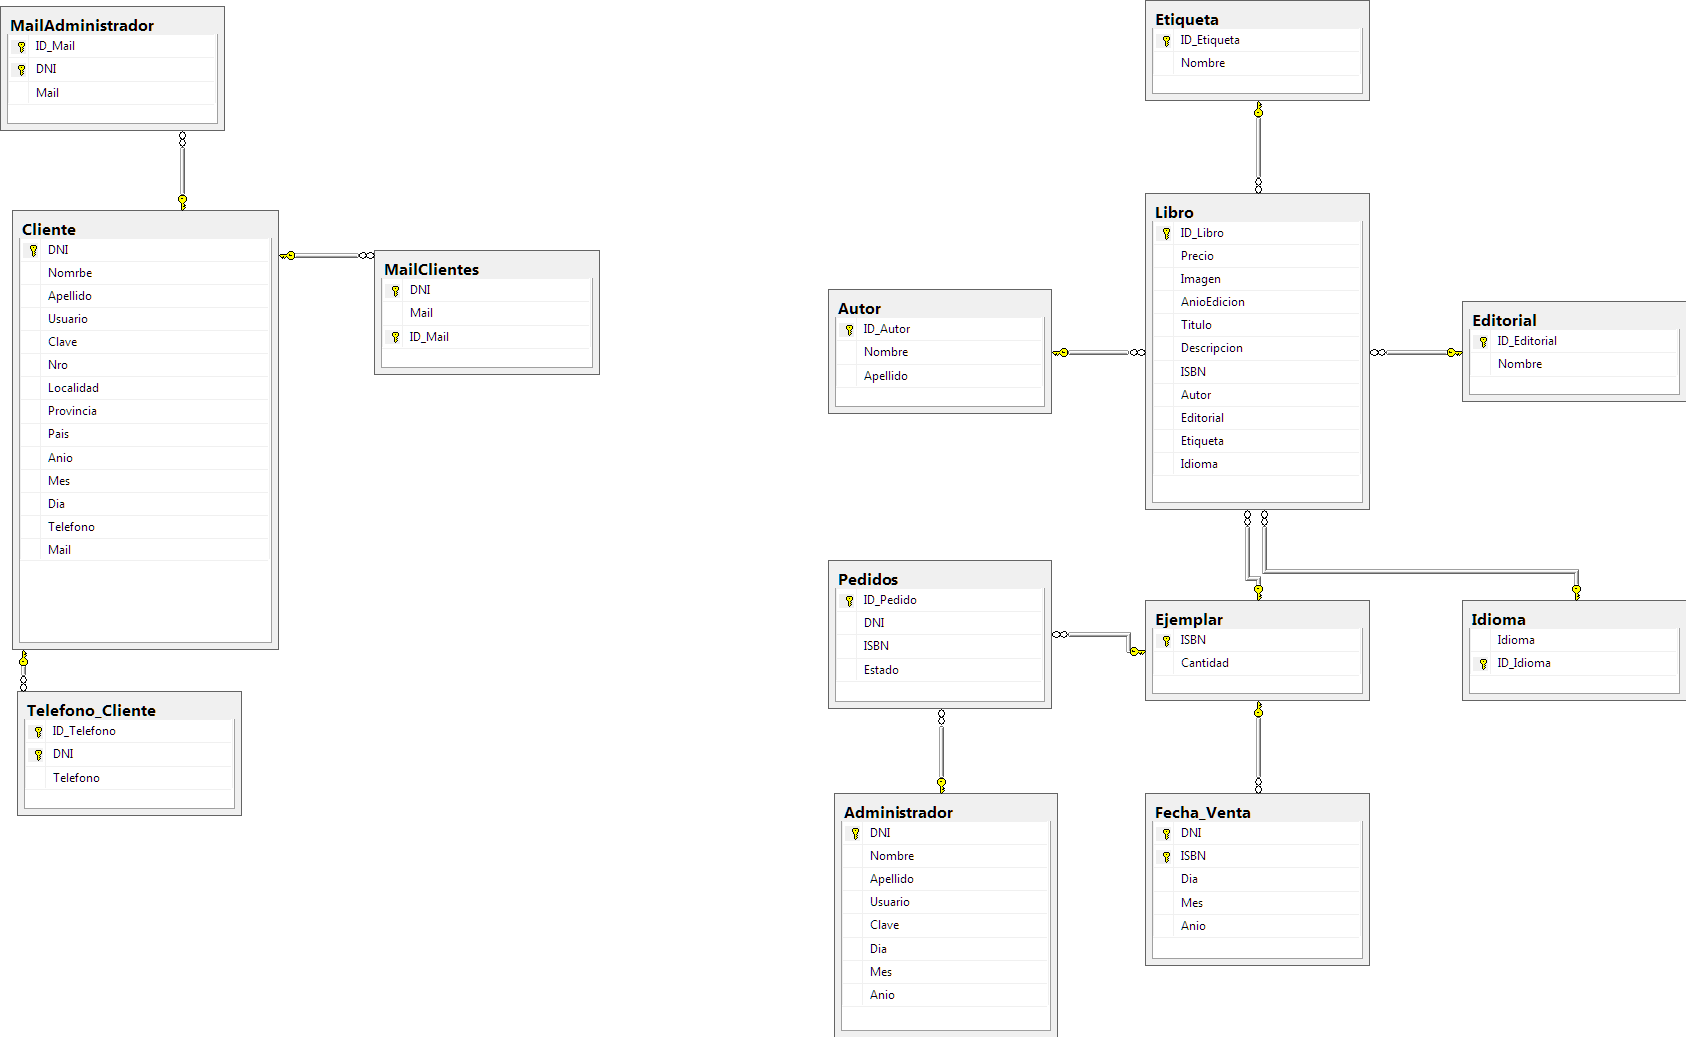 MailAdministrador
ID_Mail
DNI
Mail
Cliente
DNI
Nomrbe
Apellido
Usuario
Clave
Nro
Localidad
Provincia
Pais
Anio
Mes
Dia
Telefono
Mail
MailClientes
DNI
Mail
ID_Mail
Telefono_Cliente
ID_Telefono
DNI
Telefono
Etiqueta
ID_Etiqueta
Nombre
Libro
ID_Libro
Precio
Imagen
AnioEdicion
Titulo
Descripcion
ISBN
Autor
Editorial
Etiqueta
Idioma
Autor
ID_Autor
Nombre
Apellido
Editorial
ID_Editorial
Nombre
Pedidos
ID_Pedido
DNI
ISBN
Estado
Ejemplar
ISBN
Cantidad
Idioma
Idioma
ID_Idioma
Administrador
DNI
Nombre
Apellido
Usuario
Clave
Dia
Mes
Anio
Fecha_Venta
DNI
ISBN
Dia
Mes
Anio